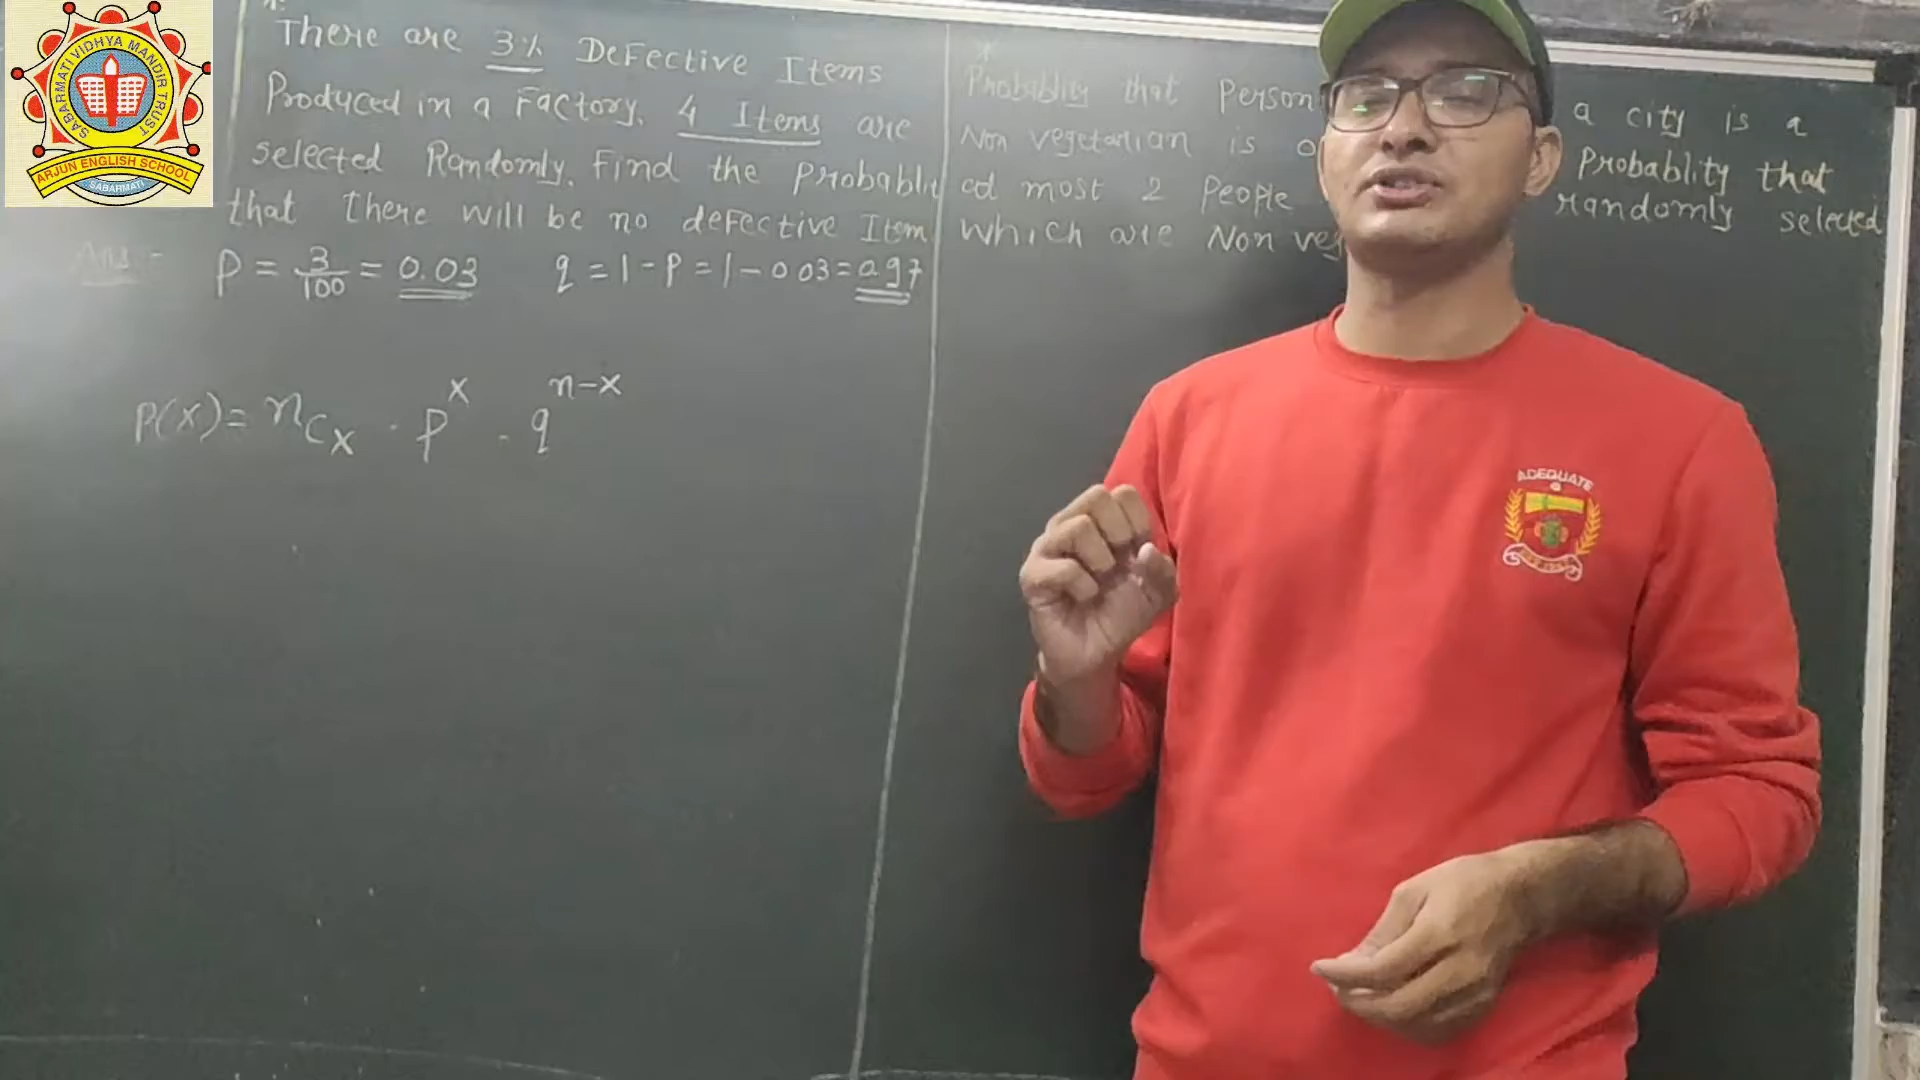 SABARMATI VIDHYA MANDIR TRUST
ARJUN ENGLISH SCHOOL
SABARMATI
There are 3% Defective Items
Produced in a Factory. 4 Items are
selected Randomly. Find the Probablit
that there will be no defective Item
Ans :-
p = 3/100 = 0.03 q = 1 - p = 1 - 0.03 = 0.97
P(x) = nCx · p^x · q^n-x
Probablity that Person a city is a
Non vegetarian is Probablity that
at most 2 People randomly selected
which are Non veg
ADEQUATE